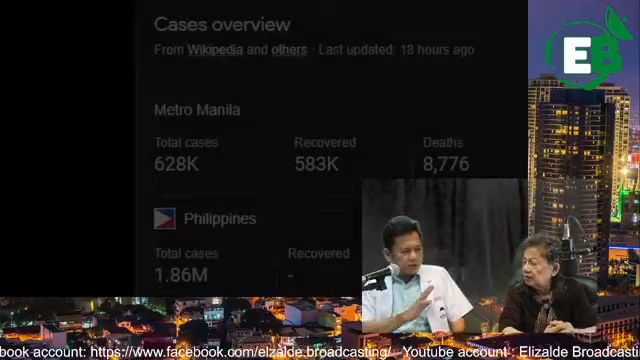 Cases overview
From Wikipedia and others · Last updated: 18 hours ago
Metro Manila
Total cases
Recovered
Deaths
628K
583K
8,776
Philippines
Total cases
Recovered
1.86M
-
EB
book account: https://www.facebook.com/elzalde.broadcasting/ - Youtube account : Elizalde Broadcas